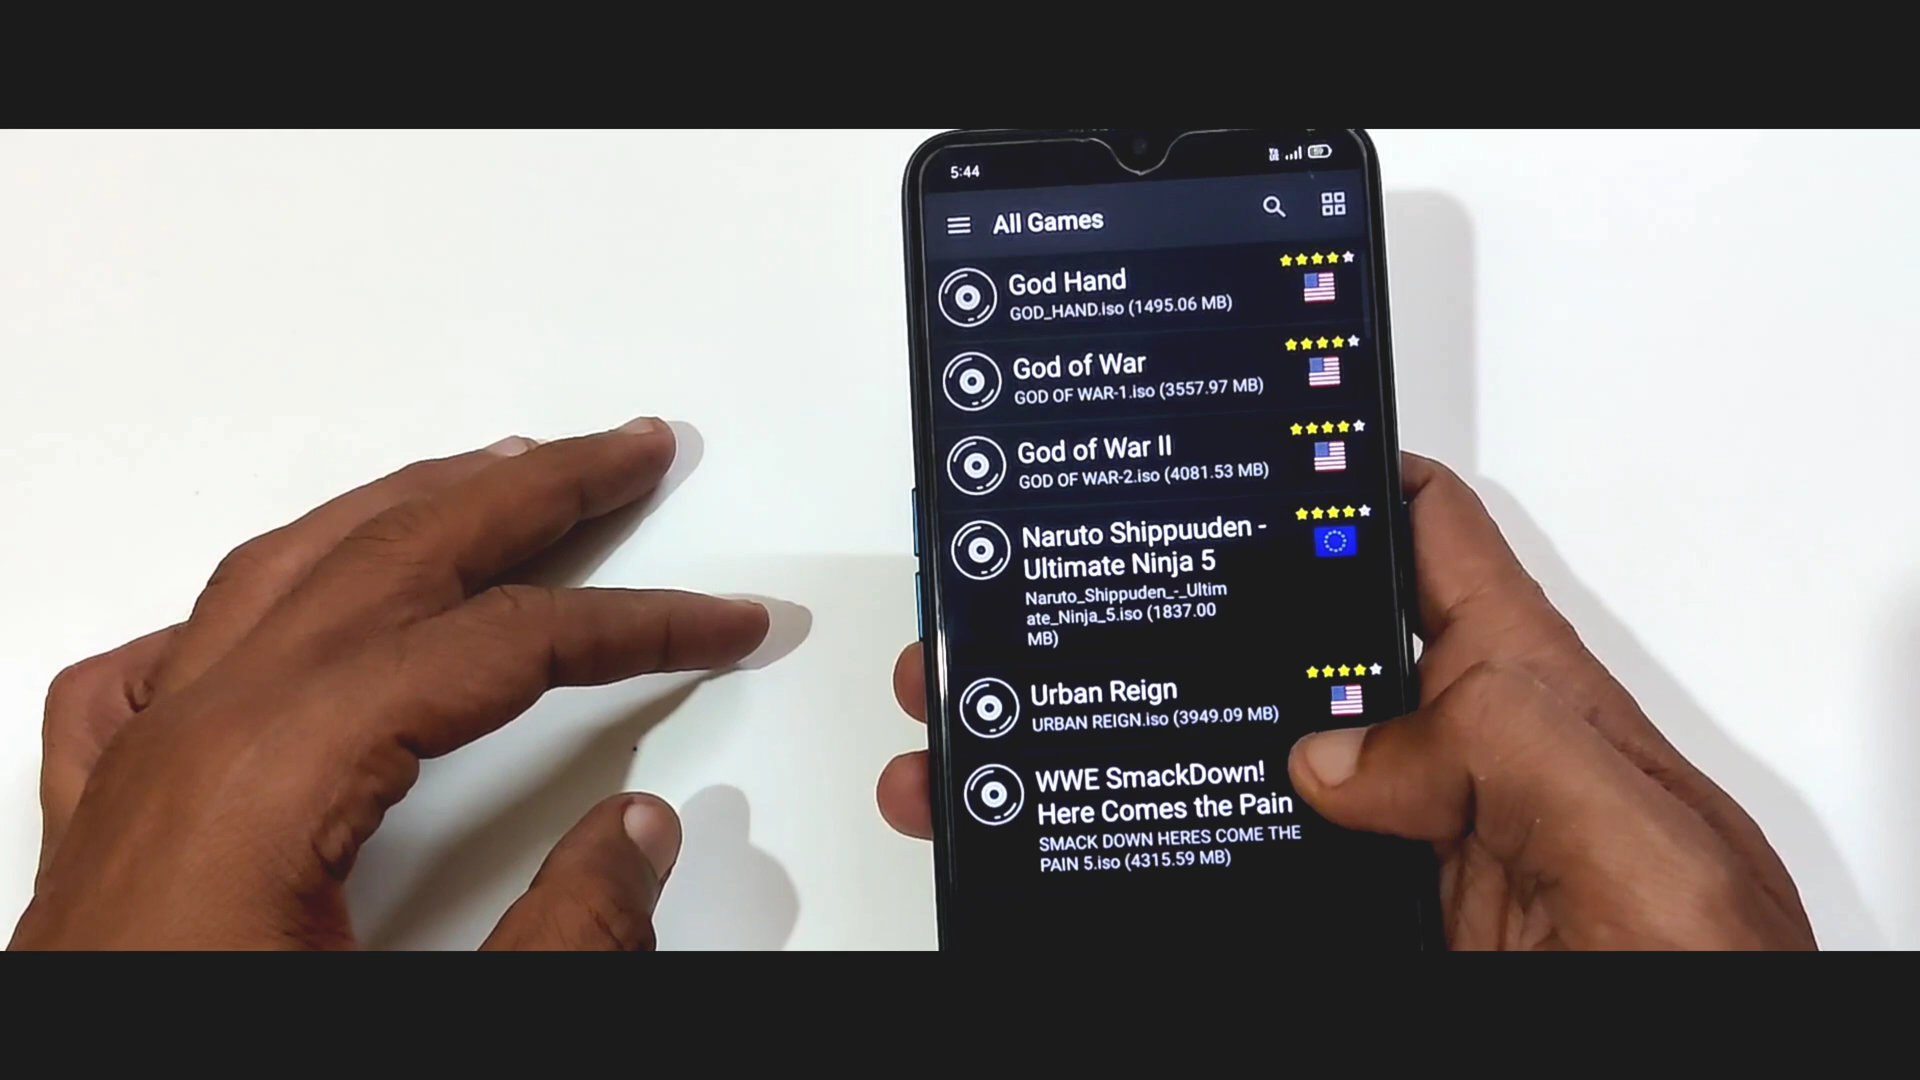 5:44
All Games
God Hand
GOD_HAND.iso (1495.06 MB)
God of War
GOD OF WAR-1.iso (3557.97 MB)
God of War II
GOD OF WAR-2.iso (4081.53 MB)
Naruto Shippuuden -
Ultimate Ninja 5
Naruto_Shippuden_-_Ultim
ate_Ninja_5.iso (1837.00
MB)
Urban Reign
URBAN REIGN.iso (3949.09 MB)
WWE SmackDown!
Here Comes the Pain
SMACK DOWN HERES COME THE
PAIN 5.iso (4315.59 MB)